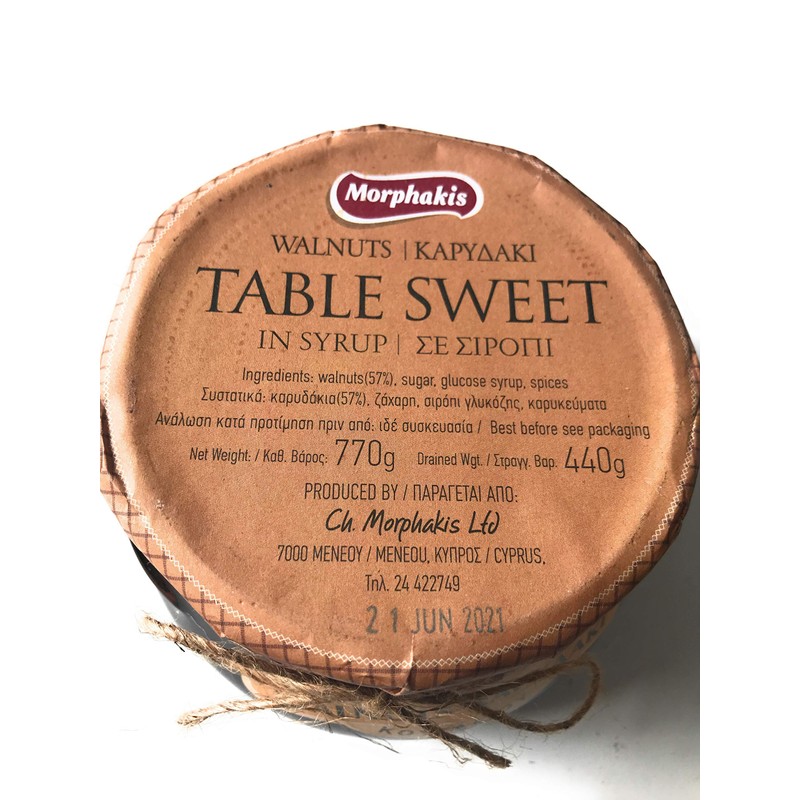 Morphakis
WALNUTS | ΚΑΡΥΔΑΚΙ
TABLE SWEET
IN SYRUP | ΣΕ ΣΙΡΟΠΙ
Ingredients: walnuts(57%), sugar, glucose syrup, spices
Συστατικά: καρυδάκια(57%), ζάχαρη, σιρόπι γλυκόζης, καρυκεύματα
Ανάλωση κατά προτίμηση πριν από: ιδέ συσκευασία / Best before see packaging
Net Weight: / Καθ. Βάρος: 770g Drained Wgt. / Στραγγ. Βαρ. 440g
PRODUCED BY / ΠΑΡΑΓΕΤΑΙ ΑΠΟ:
Ch. Morphakis Ltd
7000 ΜΕΝΕΟΥ / MENEOU, ΚΥΠΡΟΣ / CYPRUS,
Τηλ. 24 422749
21 JUN 2021